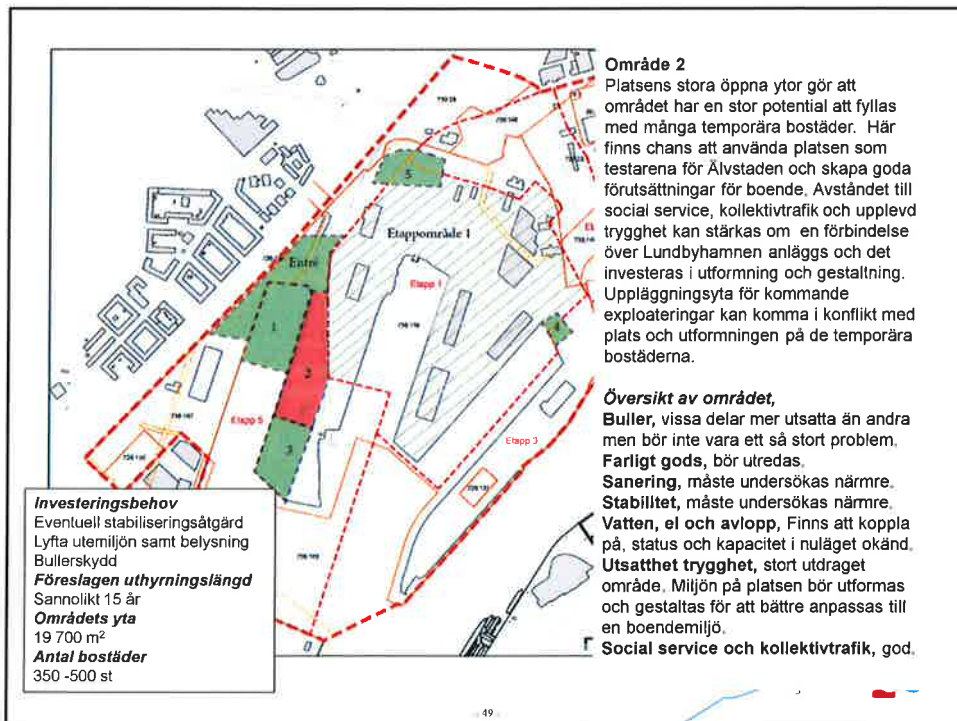 Område 2
Platsens stora öppna ytor gör att
området har en stor potential att fyllas
med många temporära bostäder. Här
finns chans att använda platsen som
testarena för Älvstaden och skapa goda
förutsättningar för boende. Avståndet till
social service, kollektivtrafik och upplevd
trygghet kan stärkas om en förbindelse
över Lundbyhamnen anläggs och det
investeras i utformning och gestaltning.
Uppläggningsyta för kommande
exploateringar kan komma i konflikt med
plats och utformningen på de temporära
bostäderna.
Översikt av området,
Buller, vissa delar mer utsatta än andra
men bör inte vara ett så stort problem.
Farligt gods, bör utredas.
Sanering, måste undersökas närmre.
Stabilitet, måste undersökas närmre.
Vatten, el och avlopp, Finns att koppla
på, status och kapacitet i nuläget okänd.
Utsatthet trygghet, stort utdraget
område. Miljön på platsen bör utformas
och gestaltas för att bättre anpassas till
en boendemiljö.
Social service och kollektivtrafik, god.
5
Etappområde 1
Entré
Etapp 1
1
2
4
Etapp 5
3
Etapp 3
Investeringsbehov
Eventuell stabiliseringsåtgärd
Lyfta utemiljön samt belysning
Bullerskydd
Föreslagen uthyrningslängd
Sannolikt 15 år
Områdets yta
19 700 m²
Antal bostäder
350 -500 st
- 49 -